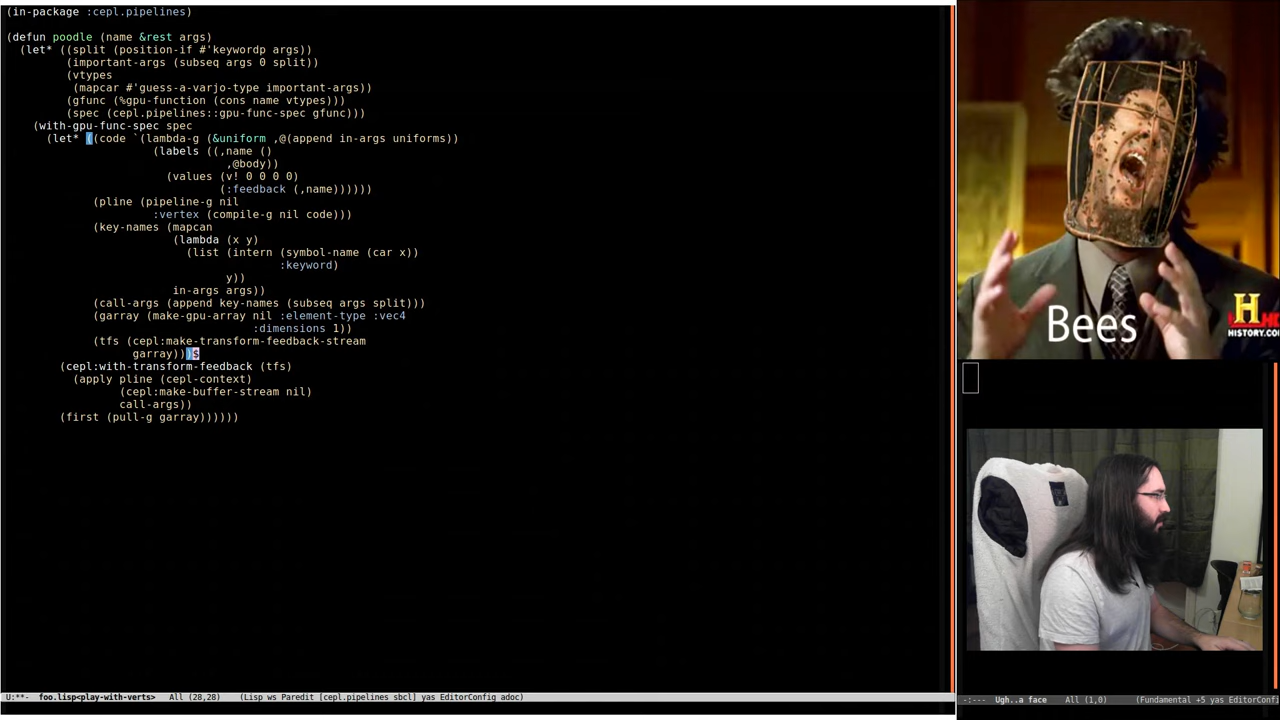 (in-package :cepl.pipelines)
(defun poodle (name &rest args)
(let* ((split (position-if #'keywordp args))
(important-args (subseq args 0 split))
(vtypes
(mapcar #'guess-a-varjo-type important-args))
(gfunc (%gpu-function (cons name vtypes)))
(spec (cepl.pipelines::gpu-func-spec gfunc)))
(with-gpu-func-spec spec
(let* ((code `(lambda-g (&uniform ,@(append in-args uniforms))
(labels ((,name ()
,@body))
(values (v! 0 0 0 0)
(:feedback (,name))))))
(pline (pipeline-g nil
:vertex (compile-g nil code)))
(key-names (mapcan
(lambda (x y)
(list (intern (symbol-name (car x))
:keyword)
y))
in-args args))
(call-args (append key-names (subseq args split)))
(garray (make-gpu-array nil :element-type :vec4
:dimensions 1))
(tfs (cepl:make-transform-feedback-stream
garray)))$
(cepl:with-transform-feedback (tfs)
(apply pline (cepl-context)
(cepl:make-buffer-stream nil)
call-args))
(first (pull-g garray))))))
U:**- foo.lisp<play-with-verts> All (28,28) (Lisp ws Paredit [cepl.pipelines sbcl] yas EditorConfig adoc)
Bees
H
HISTORY.CO
-:--- Ugh..a face All (1,0) (Fundamental +5 yas EditorConfi